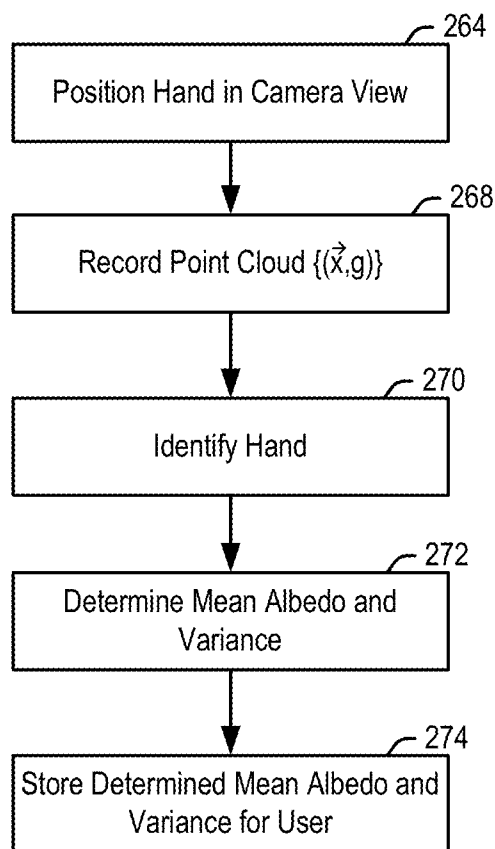 264
Position Hand in Camera View
268
Record Point Cloud {(x⃗,g)}
270
Identify Hand
272
Determine Mean Albedo and
Variance
274
Store Determined Mean Albedo and
Variance for User